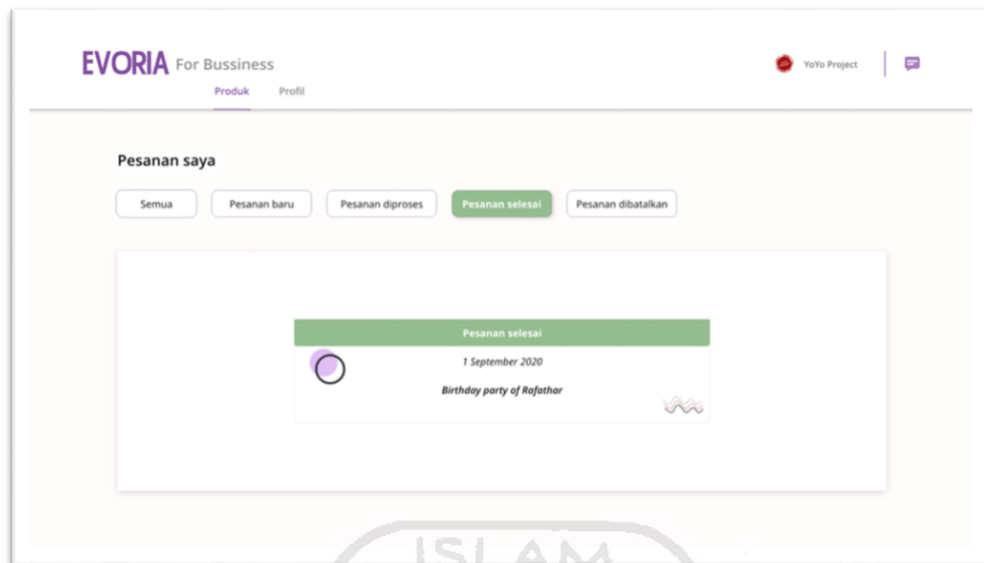 EVORIA For Bussiness
YoYo Project
Produk Profil
Pesanan saya
Semua Pesanan baru Pesanan diproses Pesanan selesai Pesanan dibatalkan
Pesanan selesai
1 September 2020
Birthday party of Rafathar
ISLAM